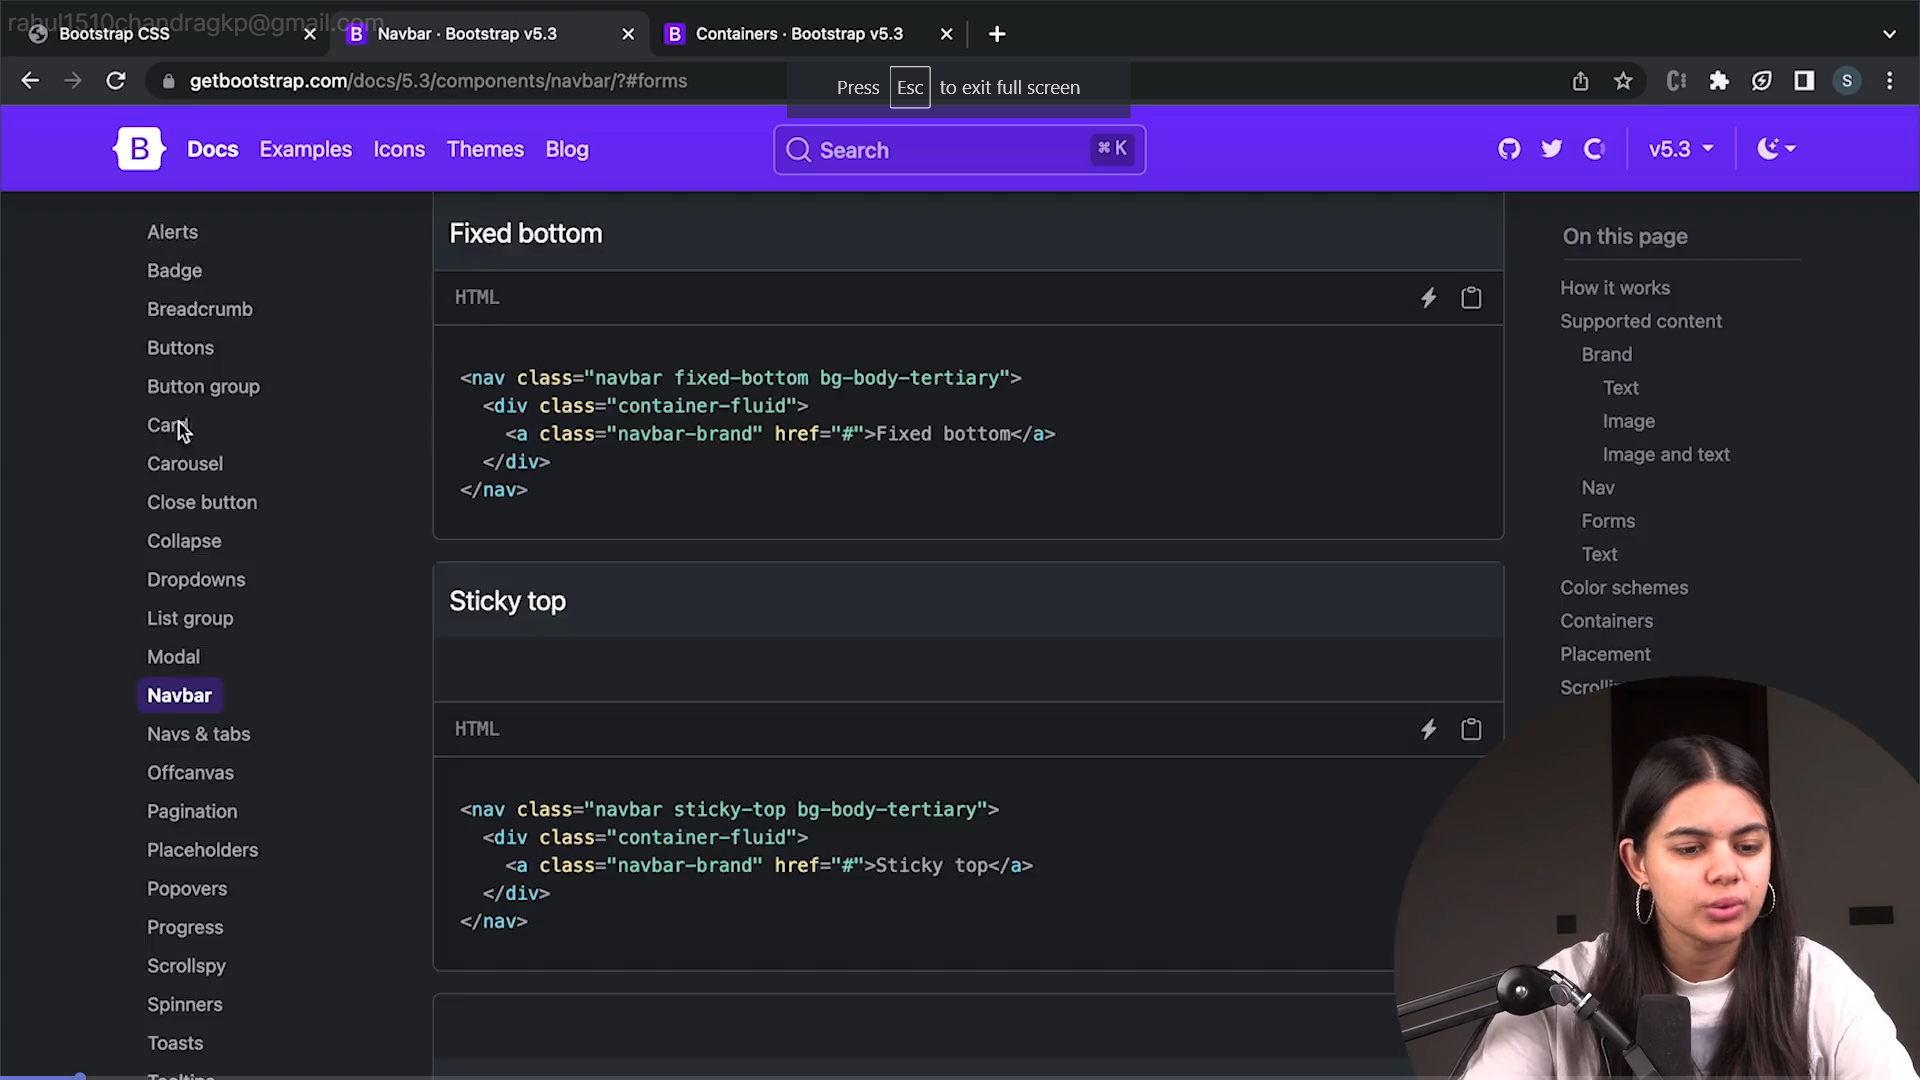 rahul1510chandragkp@gmail.com
Bootstrap CSS
B Navbar · Bootstrap v5.3
B Containers · Bootstrap v5.3
getbootstrap.com/docs/5.3/components/navbar/?#forms
S
Press Esc to exit full screen
B Docs Examples Icons Themes Blog
Search ⌘ K
v5.3
Alerts
Badge
Breadcrumb
Buttons
Button group
Card
Carousel
Close button
Collapse
Dropdowns
List group
Modal
Navbar
Navs & tabs
Offcanvas
Pagination
Placeholders
Popovers
Progress
Scrollspy
Spinners
Toasts
Fixed bottom
HTML
<nav class="navbar fixed-bottom bg-body-tertiary">
<div class="container-fluid">
<a class="navbar-brand" href="#">Fixed bottom</a>
</div>
</nav>
Sticky top
HTML
<nav class="navbar sticky-top bg-body-tertiary">
<div class="container-fluid">
<a class="navbar-brand" href="#">Sticky top</a>
</div>
</nav>
On this page
How it works
Supported content
Brand
Text
Image
Image and text
Nav
Forms
Text
Color schemes
Containers
Placement